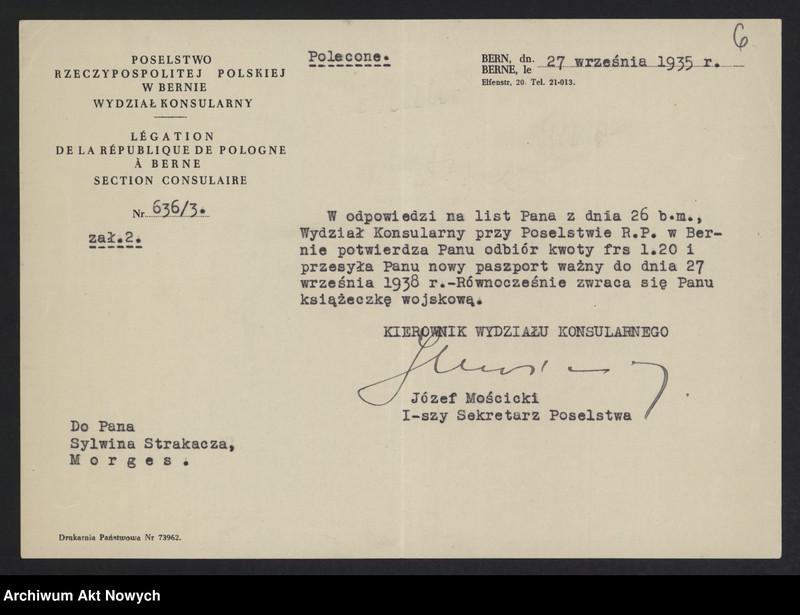 6
POSELSTWO
RZECZYPOSPOLITEJ POLSKIEJ
W BERNIE
WYDZIAŁ KONSULARNY
LÉGATION
DE LA RÉPUBLIQUE DE POLOGNE
À BERNE
SECTION CONSULAIRE
Nr 636/3.
zał.2.
Polecone.
BERN, dn.
BERNE, le 27 września 1935 r.
Elfenstr, 20. Tel. 21-013.
W odpowiedzi na list Pana z dnia 26 b.m.,
Wydział Konsularny przy Poselstwie R.P. w Ber-
nie potwierdza Panu odbiór kwoty frs 1.20 i
przesyła Panu nowy paszport ważny do dnia 27
września 1938 r.-Równocześnie zwraca się Panu
książeczkę wojskową.
KIEROWNIK WYDZIAŁU KONSULARNEGO
Józef Mościcki
I-szy Sekretarz Poselstwa
Do Pana
Sylwina Strakacza,
M o r g e s .
Drukarnia Państwowa Nr 73962.
Archiwum Akt Nowych